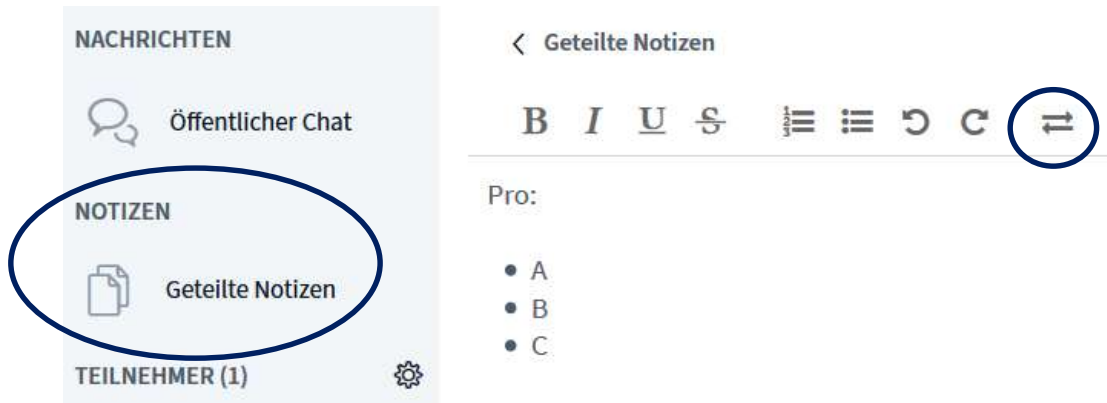 NACHRICHTEN
Öffentlicher Chat
NOTIZEN
Geteilte Notizen
TEILNEHMER (1)
Geteilte Notizen
B I U S
Pro:
• A
• B
• C